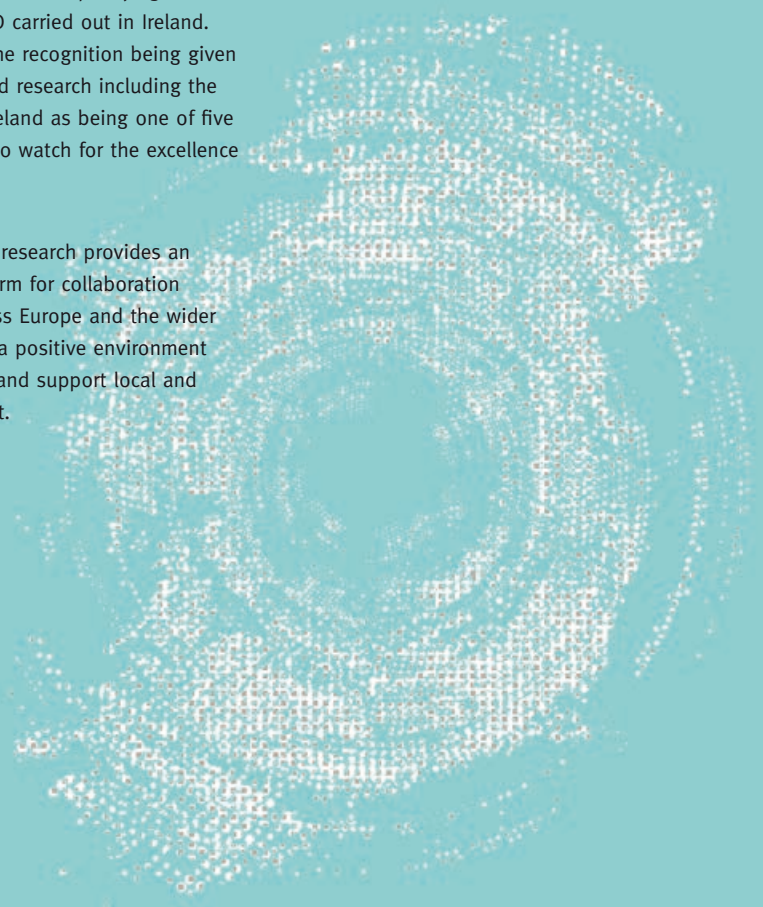 D carried out in Ireland.
he recognition being given
d research including the
eland as being one of five
o watch for the excellence
research provides an
rm for collaboration
ss Europe and the wider
a positive environment
and support local and
t.